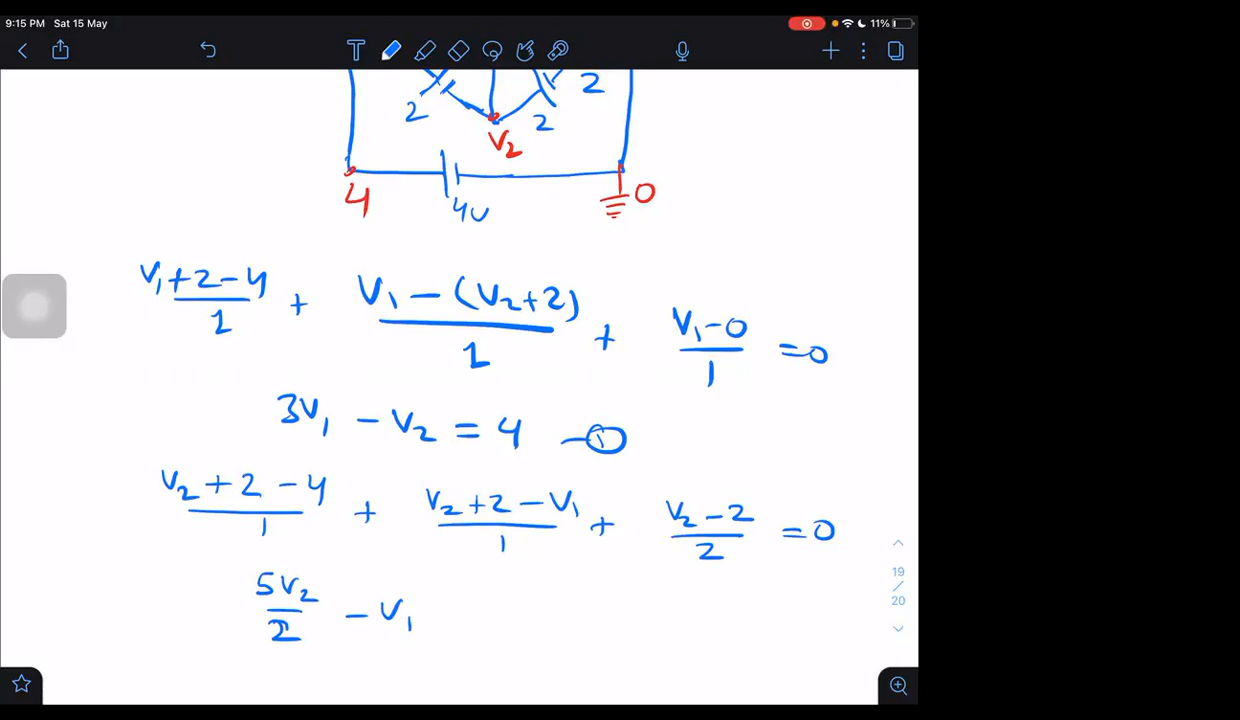 9:15 PM Sat 15 May 11%
T
2 2
2
V₂
4 4V 0
V₁+2-4/1 + V₁-(V₂+2)/1 + V₁-0/1 =0
3V₁ - V₂ = 4 —①
V₂+2-4/1 + V₂+2-V₁/1 + V₂-2/2 =0
5V₂/2 - V₁
19
/
20